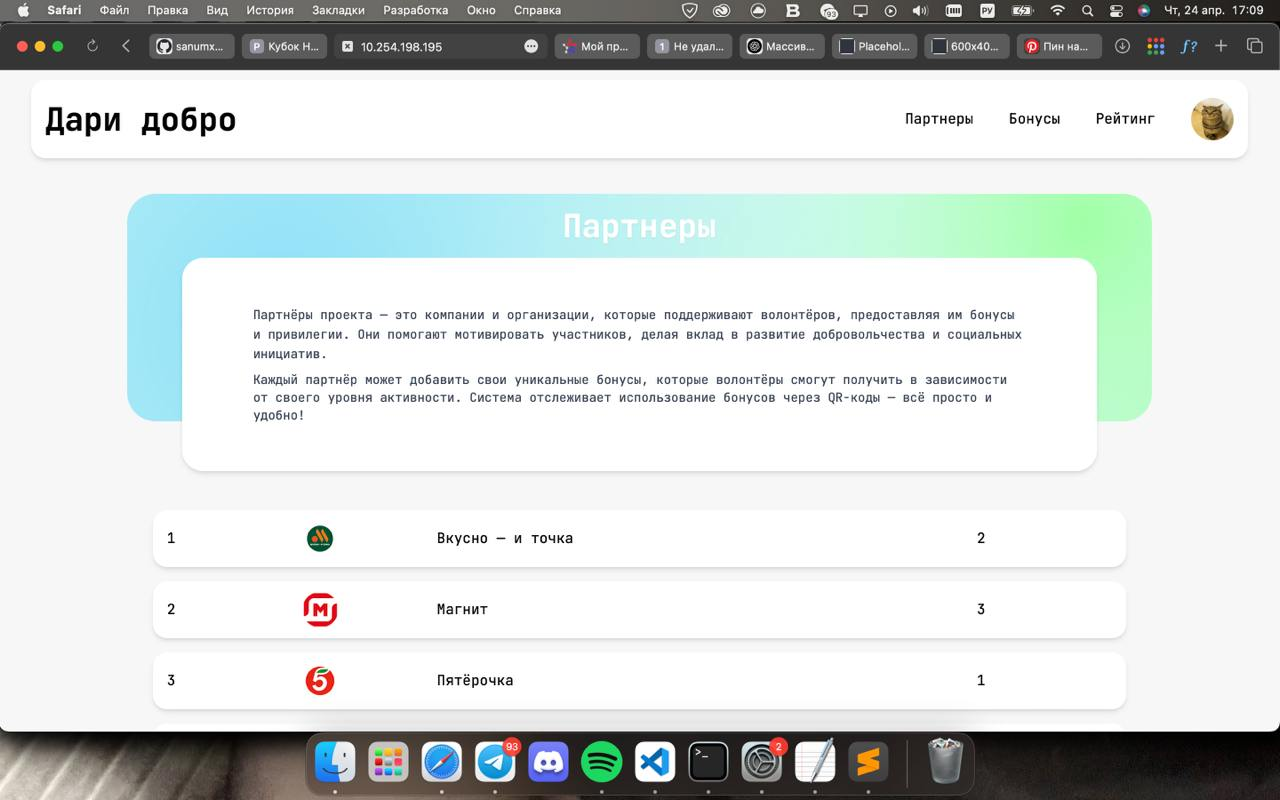 Safari Файл Правка Вид История Закладки Разработка Окно Справка 93 РУ Чт, 24 апр. 17:09
sanumx... P Кубок Н... 10.254.198.195 Мой пр... 1 Не удал... Массив... Placehol... 600x40... Пин на... f?
Дари добро
Партнеры Бонусы Рейтинг
Партнеры
Партнёры проекта — это компании и организации, которые поддерживают волонтёров, предоставляя им бонусы
и привилегии. Они помогают мотивировать участников, делая вклад в развитие добровольчества и социальных
инициатив.
Каждый партнёр может добавить свои уникальные бонусы, которые волонтёры смогут получить в зависимости
от своего уровня активности. Система отслеживает использование бонусов через QR-коды — всё просто и
удобно!
1 Вкусно — и точка 2
2 М Магнит 3
3 5 Пятёрочка 1
93 2